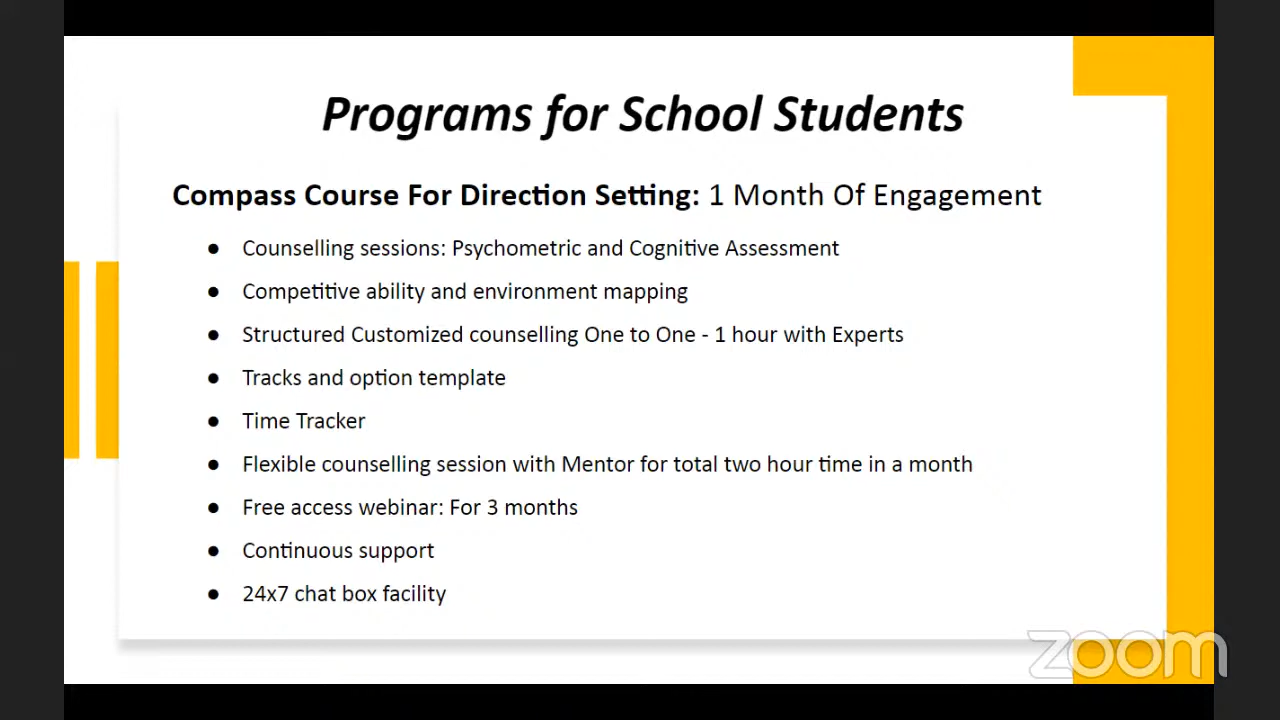 Programs for School Students
Compass Course For Direction Setting: 1 Month Of Engagement
● Counselling sessions: Psychometric and Cognitive Assessment
● Competitive ability and environment mapping
● Structured Customized counselling One to One - 1 hour with Experts
● Tracks and option template
● Time Tracker
● Flexible counselling session with Mentor for total two hour time in a month
● Free access webinar: For 3 months
● Continuous support
● 24x7 chat box facility
zoom